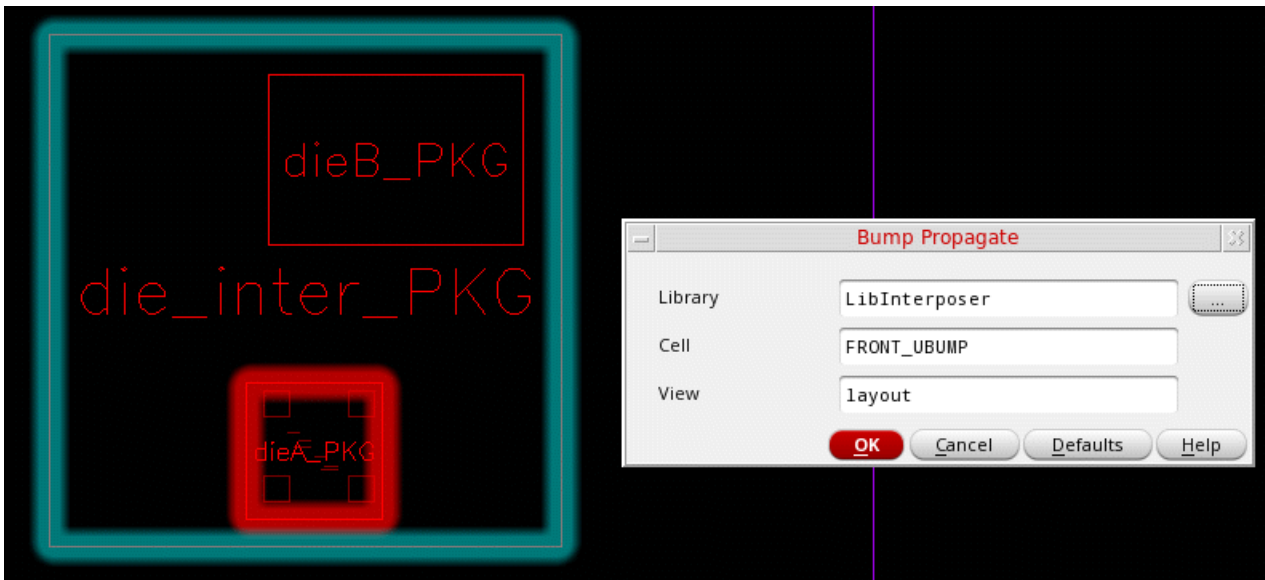 dieB_PKG
die_inter_PKG
dieA_PKG
Bump Propagate
Library
LibInterposer
...
Cell
FRONT_UBUMP
View
layout
OK
Cancel
Defaults
Help